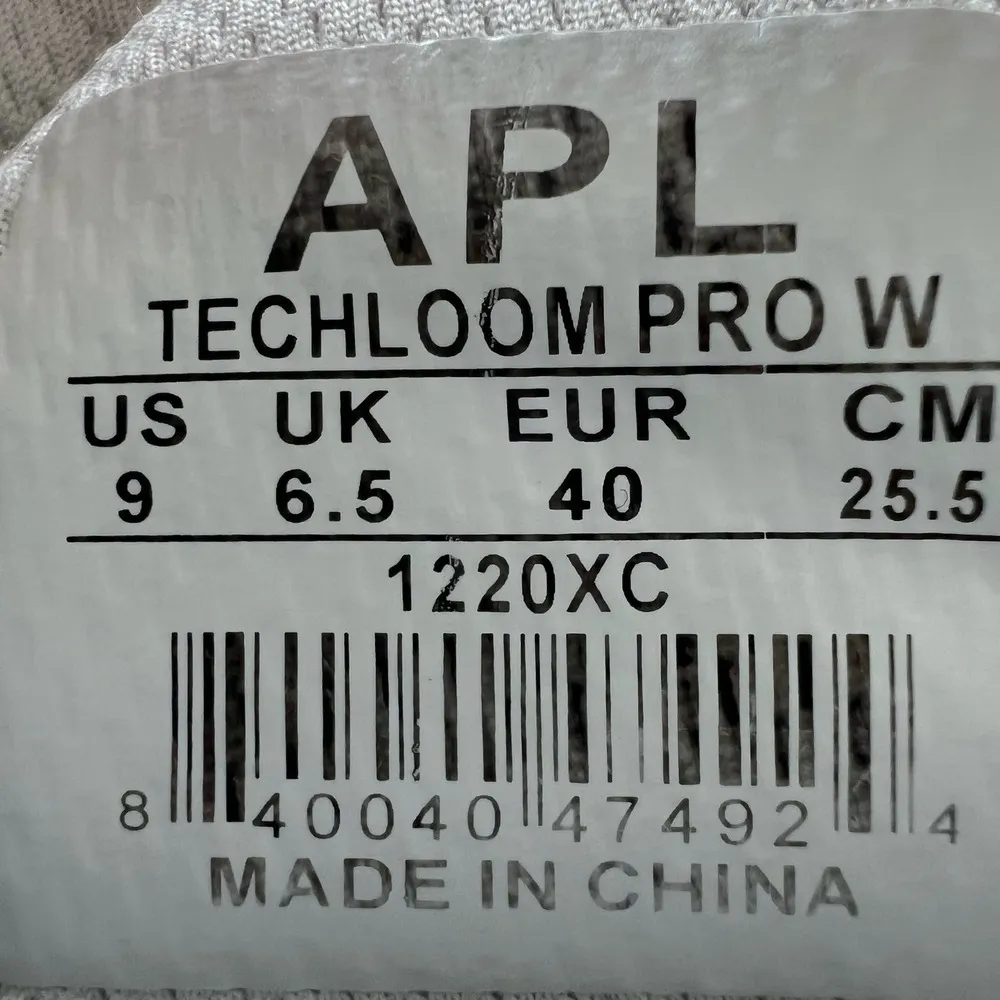 APL
TECHLOOM PRO W
US UK EUR CM
9 6.5 40 25.5
1220XC
8 40040 47492 4
MADE IN CHINA